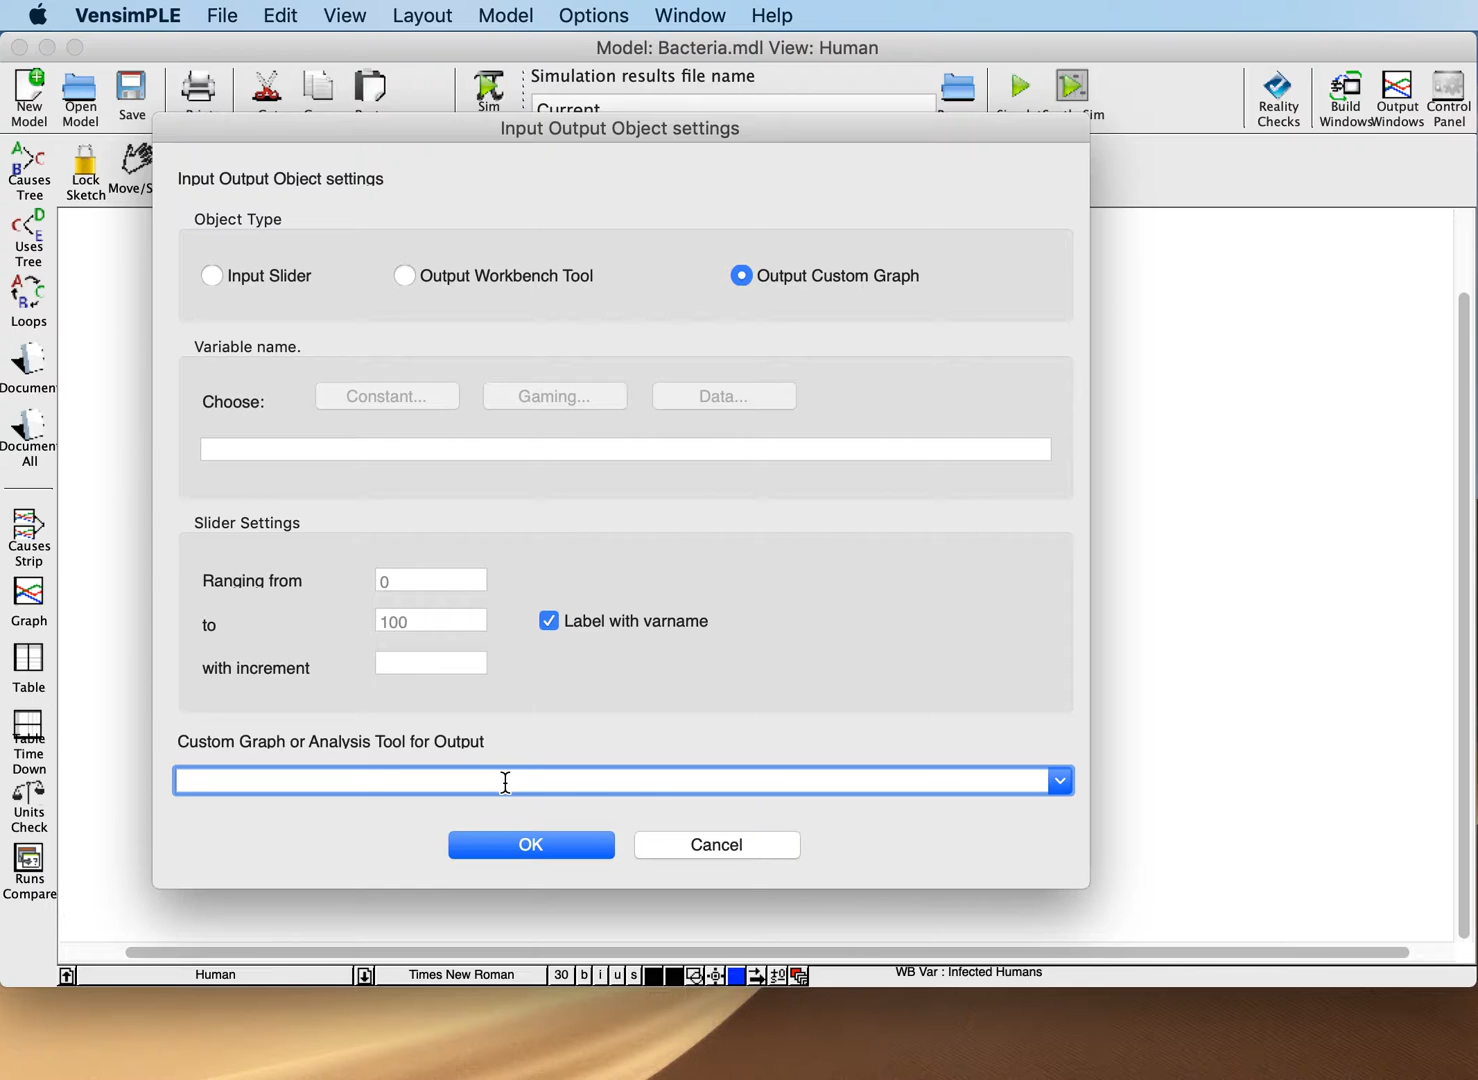 VensimPLE File Edit View Layout Model Options Window Help
Model: Bacteria.mdl View: Human
New Model
Open Model
Save
Sim
Simulation results file name
Current
Reality Checks
Build Windows
Output Windows
Control Panel
Causes Tree
Lock Sketch
Move/S
Input Output Object settings
Input Output Object settings
Object Type
Input Slider
Output Workbench Tool
Output Custom Graph
Variable name.
Choose:
Constant...
Gaming...
Data...
Slider Settings
Ranging from
0
to
100
Label with varname
with increment
Custom Graph or Analysis Tool for Output
OK
Cancel
Uses Tree
Loops
Documen
Documen
All
Causes Strip
Graph
Table
Table Time Down
Units Check
Runs Compare
Human
Times New Roman
30
b
i
u
s
WB Var : Infected Humans